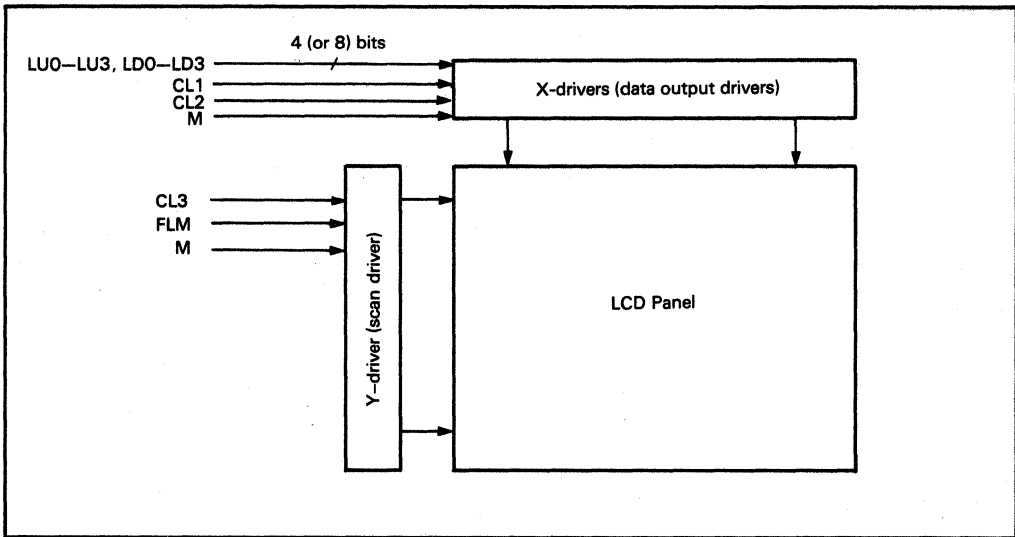 4 (or 8) bits
LU0—LU3, LD0—LD3
CL1
CL2
M
X-drivers (data output drivers)
CL3
FLM
M
Y-driver (scan driver)
LCD Panel